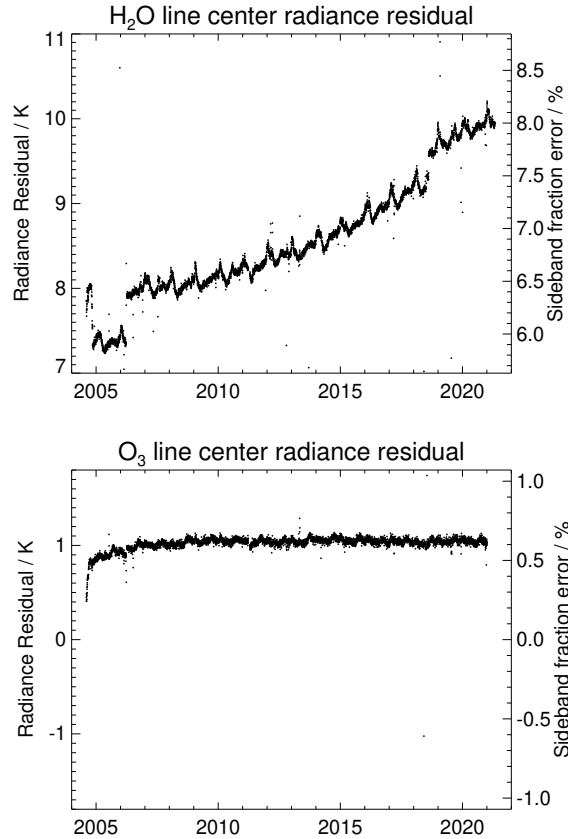 H₂O line center radiance residual
11
10
9
8
7
Radiance Residual / K
8.5
8.0
7.5
7.0
6.5
6.0
Sideband fraction error / %
2005 2010 2015 2020
O₃ line center radiance residual
1
0
-1
Radiance Residual / K
1.0
0.5
0.0
-0.5
-1.0
Sideband fraction error / %
2005 2010 2015 2020